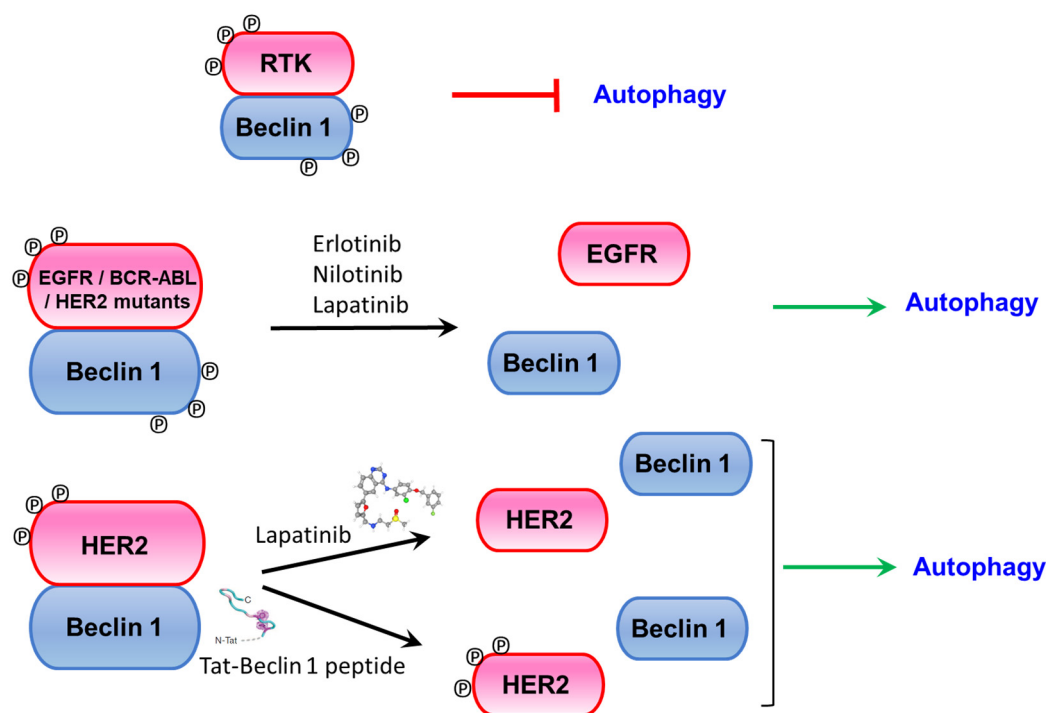 Ⓟ
Ⓟ
Ⓟ
RTK
Beclin 1
Ⓟ
Ⓟ
Ⓟ
Autophagy
Ⓟ
Ⓟ
Ⓟ
EGFR / BCR-ABL
/ HER2 mutants
Beclin 1
Ⓟ
Ⓟ
Ⓟ
Erlotinib
Nilotinib
Lapatinib
EGFR
Beclin 1
Autophagy
Ⓟ
Ⓟ
Ⓟ
HER2
Beclin 1
Lapatinib
C
N-Tat
Tat-Beclin 1 peptide
Beclin 1
HER2
Beclin 1
Ⓟ
Ⓟ
Ⓟ
HER2
Autophagy